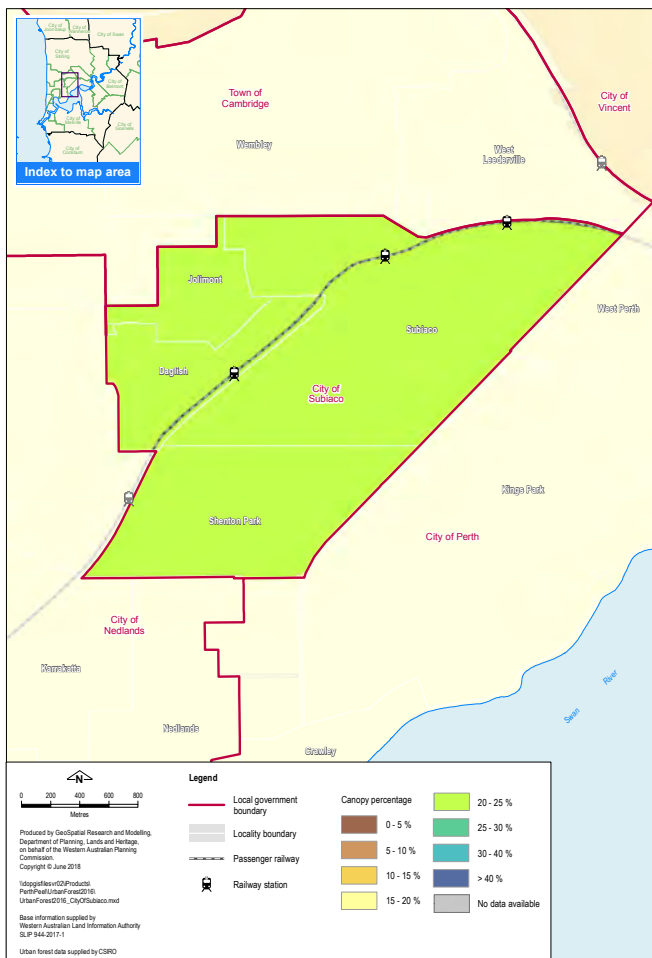 City of
Joondalup
City of
Wanneroo
City of Swan
City of
Stirling
City of
Belmont
City of
Melville
City of
Gosnells
City of
Cockburn
Index to map area
Town of
Cambridge
City of
Vincent
Wembley
West
Leederville
Jolimont
West Perth
Subiaco
Daglish
City of
Subiaco
Kings Park
Shenton Park
City of Perth
City of
Nedlands
Karrakatta
Swan River
Nedlands
Crawley
N
0 200 400 600 800
Metres
Produced by GeoSpatial Research and Modelling,
Department of Planning, Lands and Heritage,
on behalf of the Western Australian Planning
Commission.
Copyright © June 2018
\\dopgisfilesvr02\Products\
PerthPeel\UrbanForest2016\
UrbanForest2016_CityOfSubiaco.mxd
Base information supplied by
Western Australian Land Information Authority
SLIP 944-2017-1
Urban forest data supplied by CSIRO
Legend
Local government
boundary
Locality boundary
Passenger railway
Railway station
Canopy percentage
0 - 5 %
5 - 10 %
10 - 15 %
15 - 20 %
20 - 25 %
25 - 30 %
30 - 40 %
> 40 %
No data available